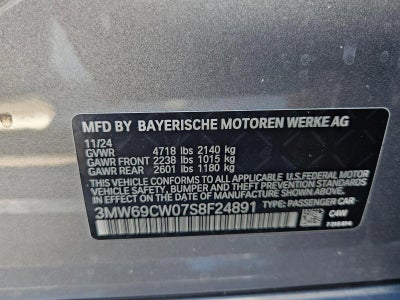 MFD BY BAYERISCHE MOTOREN WERKE AG
11/24
GVWR 4718 lbs 2140 kg
GAWR FRONT 2238 lbs 1015 kg
GAWR REAR 2601 lbs 1180 kg
THIS VEHICLE CONFORMS TO ALL APPLICABLE U.S.FEDERAL MOTOR
VEHICLE SAFETY, BUMPER, AND THEFT PREVENTION STANDARDS
IN EFFECT ON THE DATE OF MANUFACTURE SHOWN ABOVE.
3MW69CW07S8F24891 TYPE: PASSENGER CAR
C4W